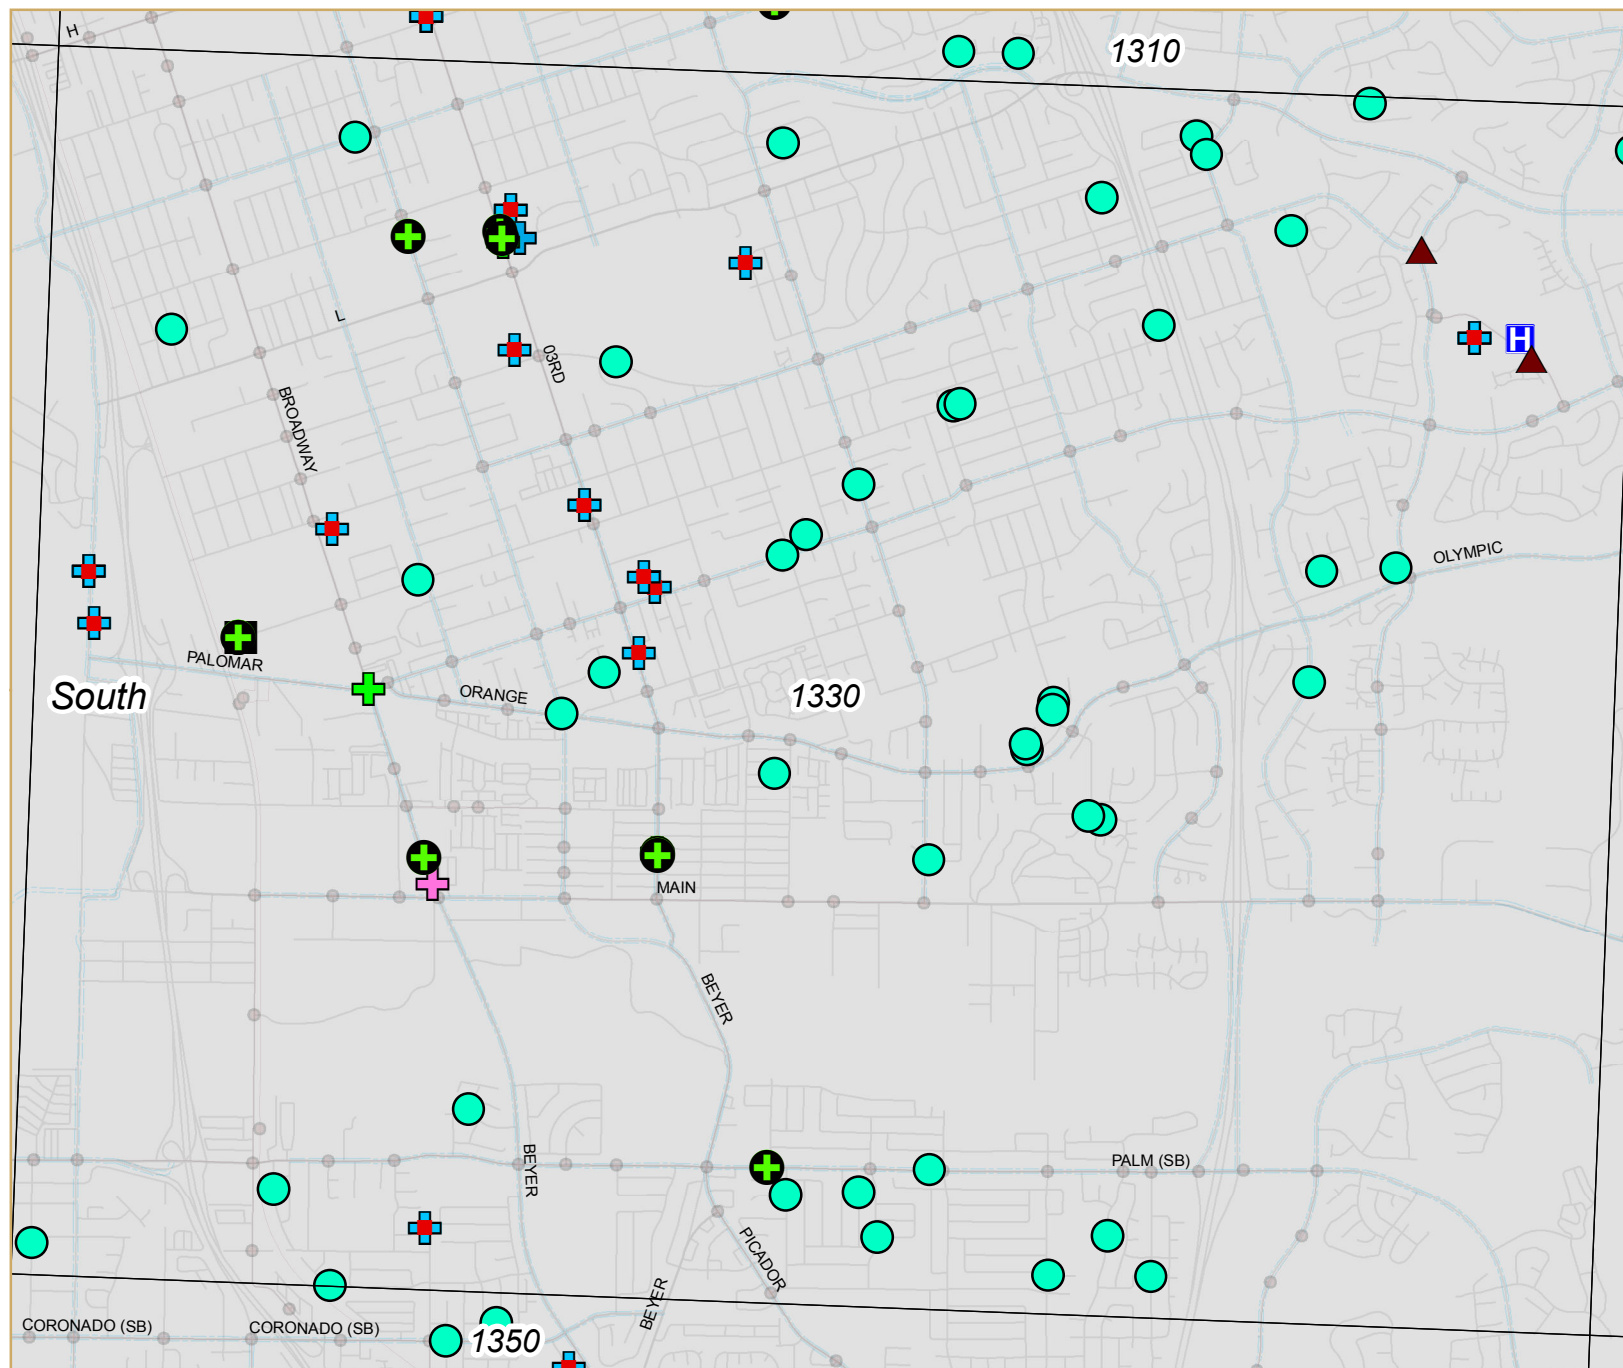 H
1310
L
03RD
BROADWAY
H
OLYMPIC
PALOMAR
South
ORANGE
1330
MAIN
BEYER
BEYER
PALM (SB)
PICADOR
BEYER
CORONADO (SB)
CORONADO (SB)
1350